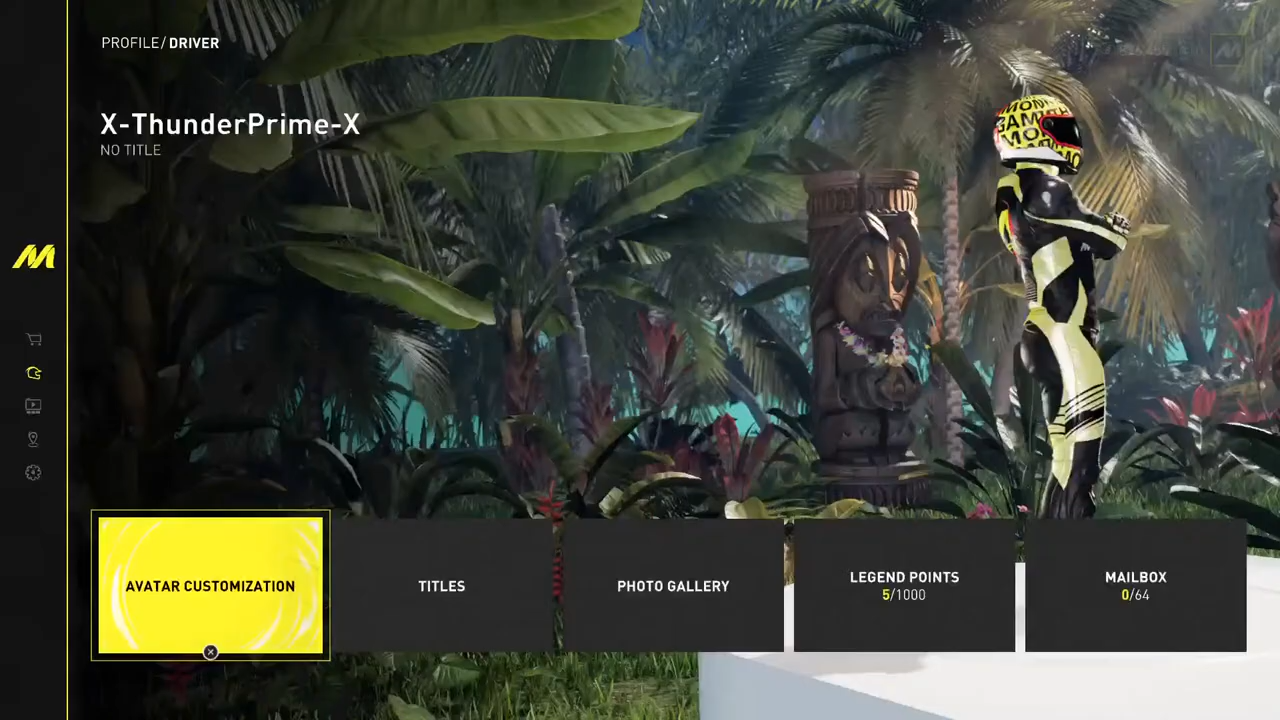 PROFILE/DRIVER
X-ThunderPrime-X
NO TITLE
AVATAR CUSTOMIZATION
TITLES
PHOTO GALLERY
LEGEND POINTS
5/1000
MAILBOX
0/64